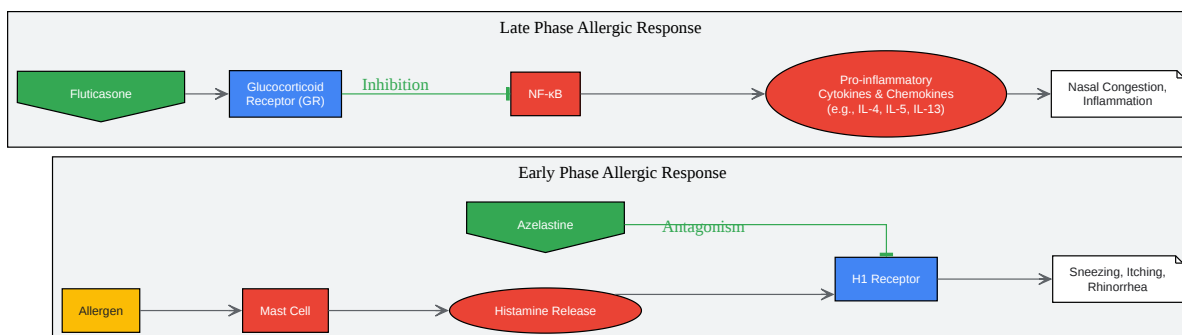 Late Phase Allergic Response
Fluticasone
Glucocorticoid
Receptor (GR)
Inhibition
NF-κB
Pro-inflammatory
Cytokines & Chemokines
(e.g., IL-4, IL-5, IL-13)
Nasal Congestion,
Inflammation
Early Phase Allergic Response
Azelastine
Antagonism
Allergen
Mast Cell
Histamine Release
H1 Receptor
Sneezing, Itching,
Rhinorrhea